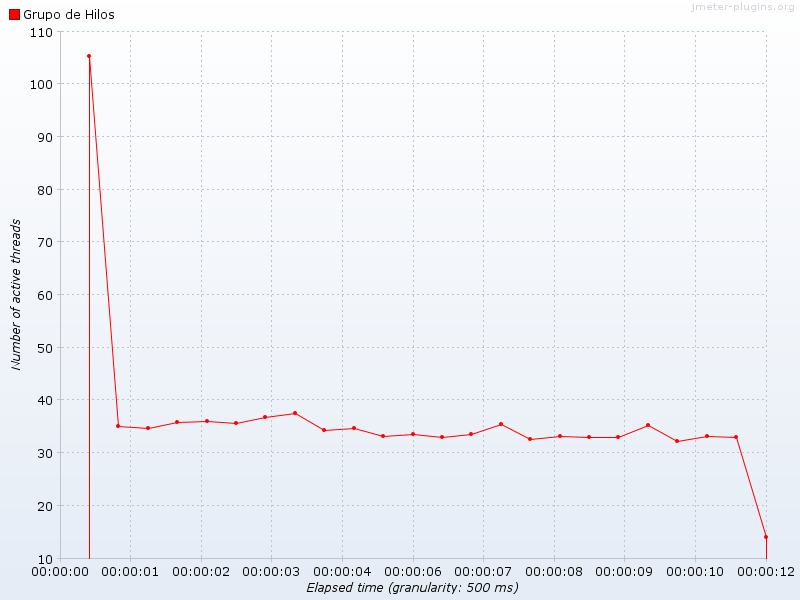 jmeter-plugins.org
Grupo de Hilos
110
100
90
80
70
60
50
40
30
20
10
Number of active threads
00:00:00 00:00:01 00:00:02 00:00:03 00:00:04 00:00:06 00:00:07 00:00:08 00:00:09 00:00:10 00:00:12
Elapsed time (granularity: 500 ms)